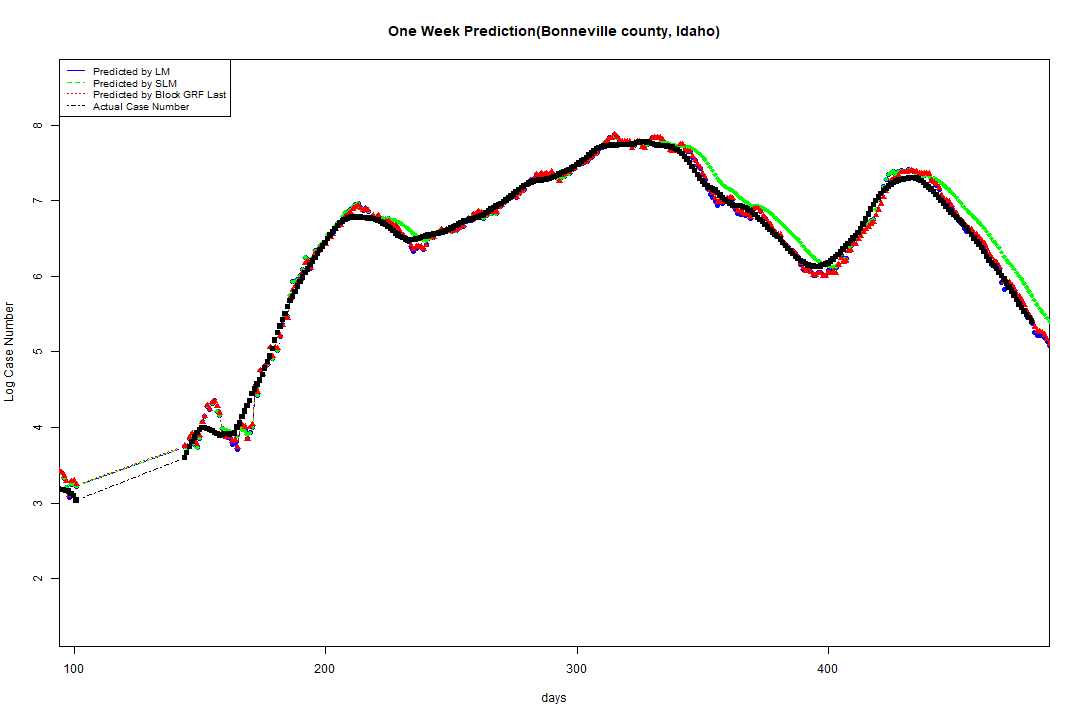 One Week Prediction(Bonneville county, Idaho)
Predicted by LM
Predicted by SLM
Predicted by Block GRF Last
Actual Case Number
8
7
6
5
4
3
2
Log Case Number
100 200 300 400
days